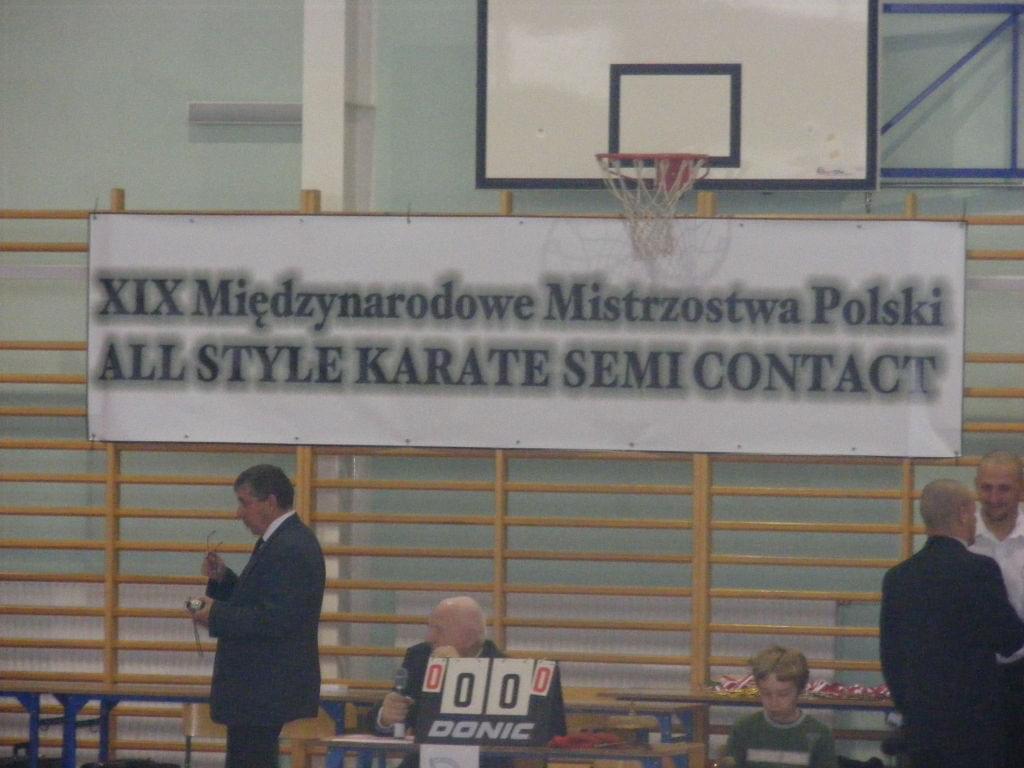 XIX Międzynarodowe Mistrzostwa Polski
ALL STYLE KARATE SEMI CONTACT
0 0 0 0
DONIC